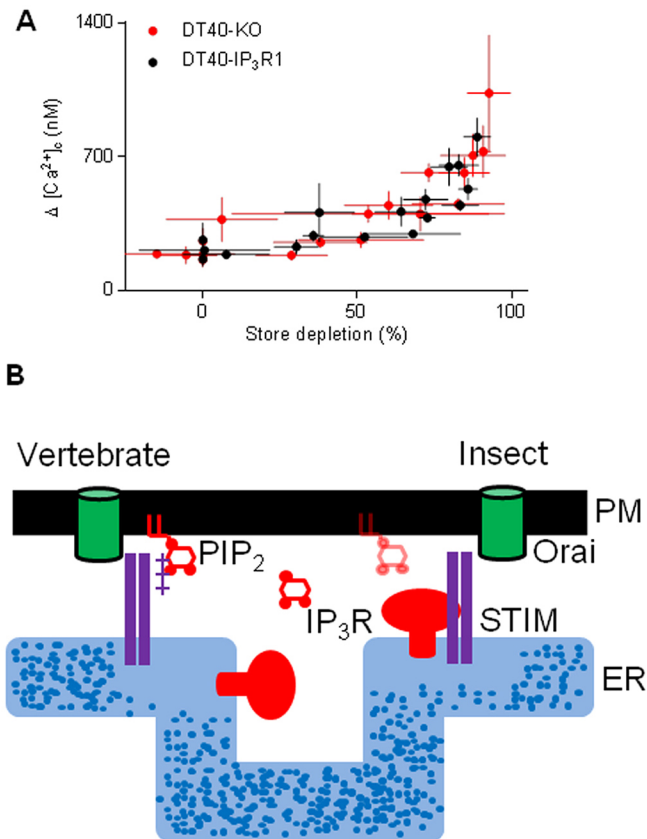 A
1400
DT40-KO
DT40-IP₃R1
700
0
Δ [Ca²⁺]c (nM)
0 50 100
Store depletion (%)
B
Vertebrate Insect
PM
PIP₂ Orai
IP₃R STIM
ER